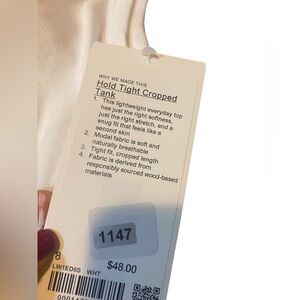 WHY WE MADE THIS
Hold Tight Cropped
Tank
1. This lightweight everyday top
has just the right softness,
just the right stretch, and a
snug fit that feels like a
second skin
2. Modal fabric is soft and
naturally breathable
3. Tight fit, cropped length
4. Fabric is derived from
responsibly sourced wood-based
materials
1147
8
$48.00
LW1ED6S WHT